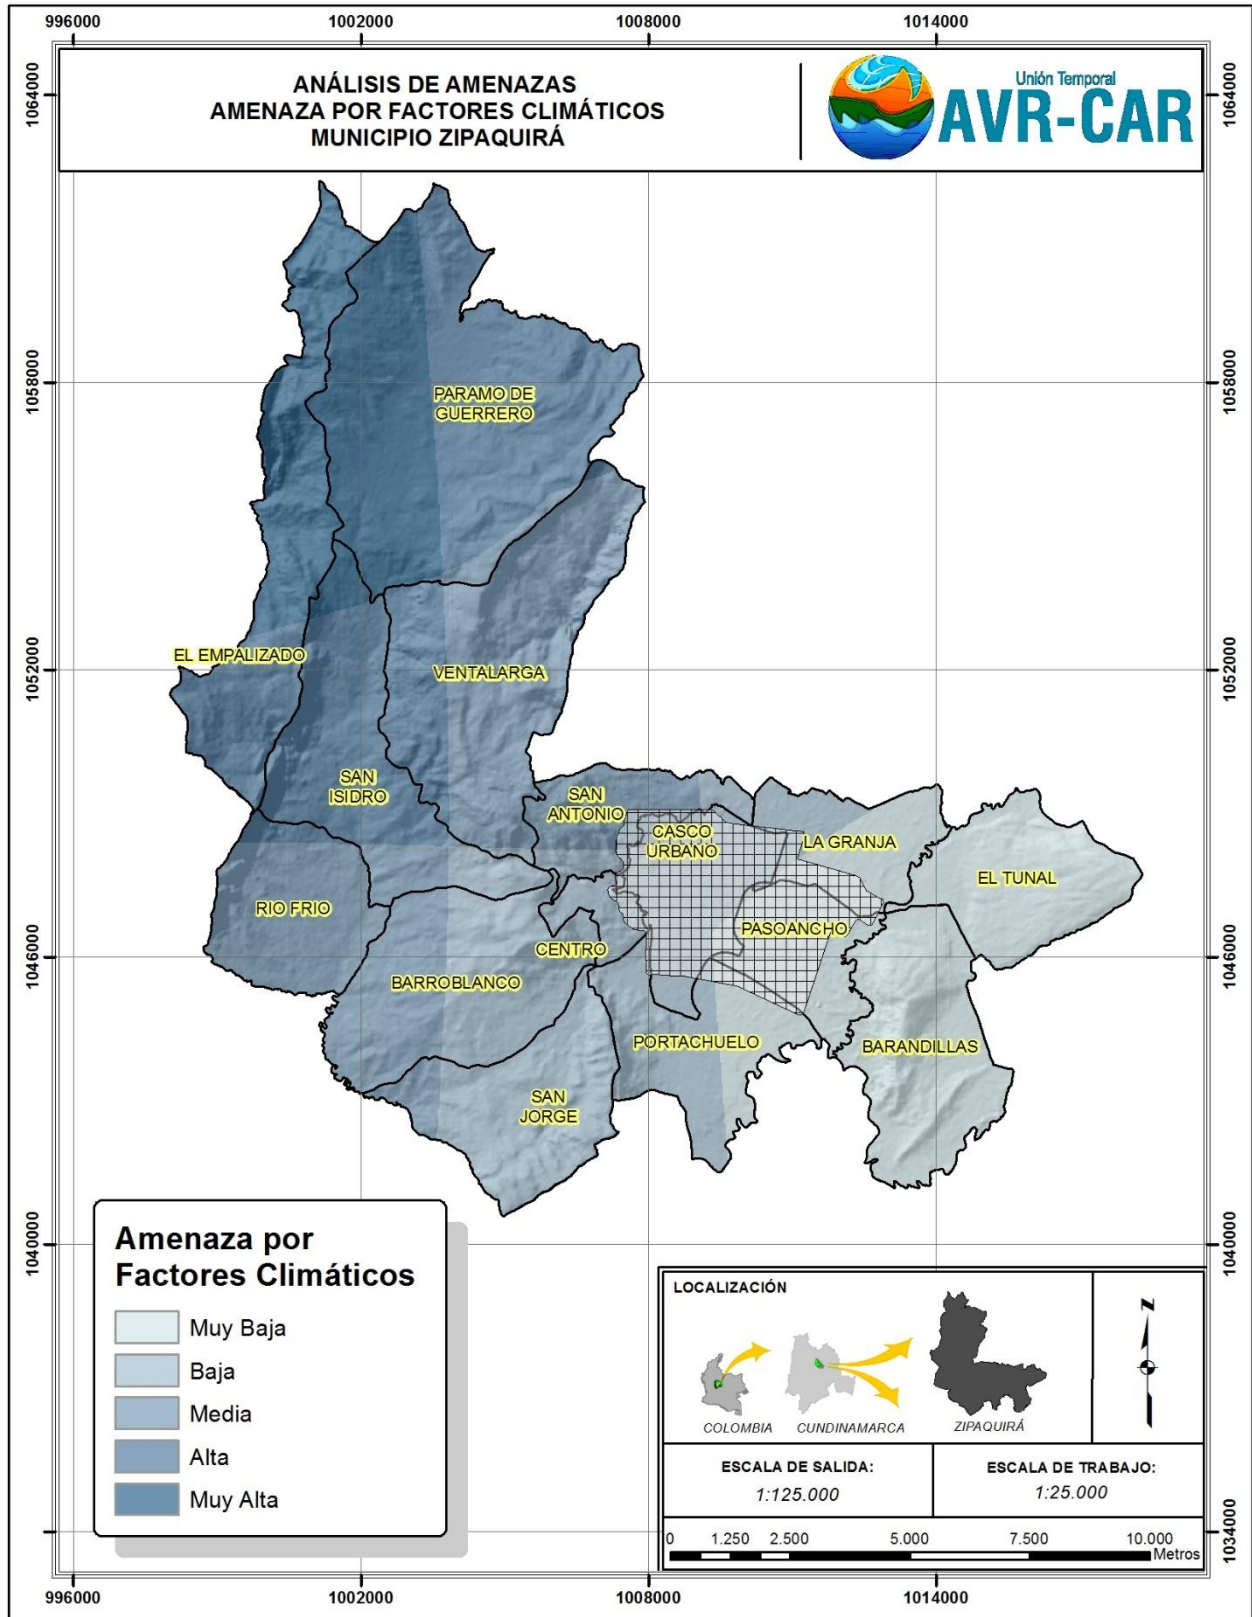 996000
1002000
1008000
1014000
1064000
1064000
ANÁLISIS DE AMENAZAS
AMENAZA POR FACTORES CLIMÁTICOS
MUNICIPIO ZIPAQUIRÁ
Unión Temporal
AVR-CAR
1058000
1058000
PARAMO DE
GUERRERO
1052000
1052000
EL EMPALIZADO
VENTALARGA
SAN
ISIDRO
SAN
ANTONIO
CASCO
URBANO
LA GRANJA
EL TUNAL
RIO FRIO
PASOANCHO
CENTRO
1046000
1046000
BARROBLANCO
PORTACHUELO
BARANDILLAS
SAN
JORGE
1040000
1040000
Amenaza por
Factores Climáticos
Muy Baja
Baja
Media
Alta
Muy Alta
LOCALIZACIÓN
COLOMBIA
CUNDINAMARCA
ZIPAQUIRÁ
N
ESCALA DE SALIDA:
1:125.000
ESCALA DE TRABAJO:
1:25.000
0 1.250 2.500 5.000 7.500 10.000
Metros
1034000
1034000
996000
1002000
1008000
1014000